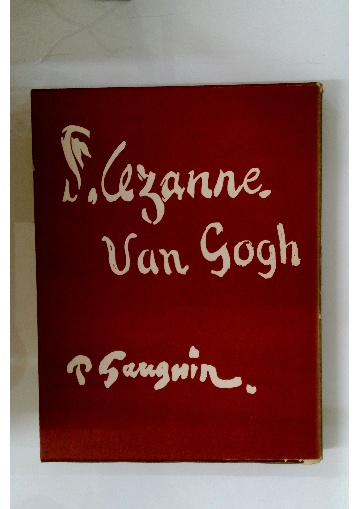 P. Cezanne.
Van Gogh
P Gauguin.